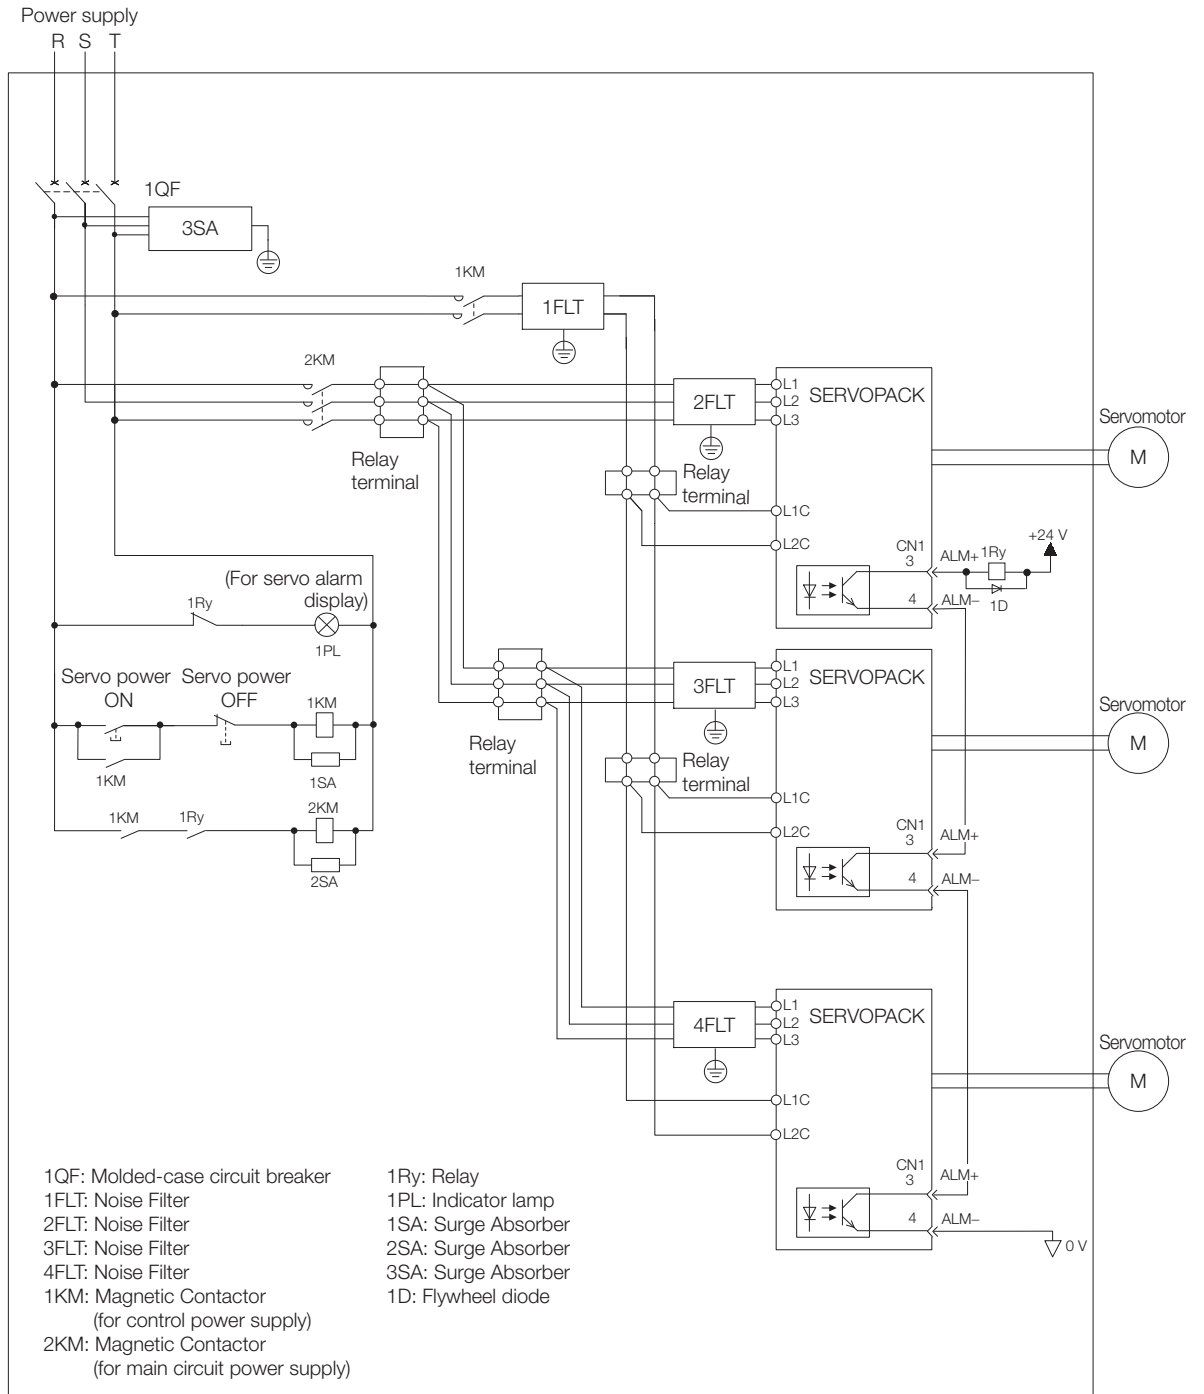 Power supply
R S T
1QF
3SA
1KM
1FLT
2KM
2FLT
L1
L2
L3
SERVOPACK
Servomotor
M
Relay
terminal
Relay
terminal
L1C
L2C
CN1
3
4
ALM+
ALM−
1Ry
+24 V
1D
(For servo alarm
display)
1Ry
1PL
Servo power
ON
Servo power
OFF
1KM
1KM
1SA
1KM
1Ry
2KM
2SA
Relay
terminal
3FLT
L1
L2
L3
SERVOPACK
Servomotor
M
Relay
terminal
L1C
L2C
CN1
3
4
ALM+
ALM−
4FLT
L1
L2
L3
SERVOPACK
Servomotor
M
L1C
L2C
CN1
3
4
ALM+
ALM−
0 V
1QF: Molded-case circuit breaker
1FLT: Noise Filter
2FLT: Noise Filter
3FLT: Noise Filter
4FLT: Noise Filter
1KM: Magnetic Contactor
(for control power supply)
2KM: Magnetic Contactor
(for main circuit power supply)
1Ry: Relay
1PL: Indicator lamp
1SA: Surge Absorber
2SA: Surge Absorber
3SA: Surge Absorber
1D: Flywheel diode